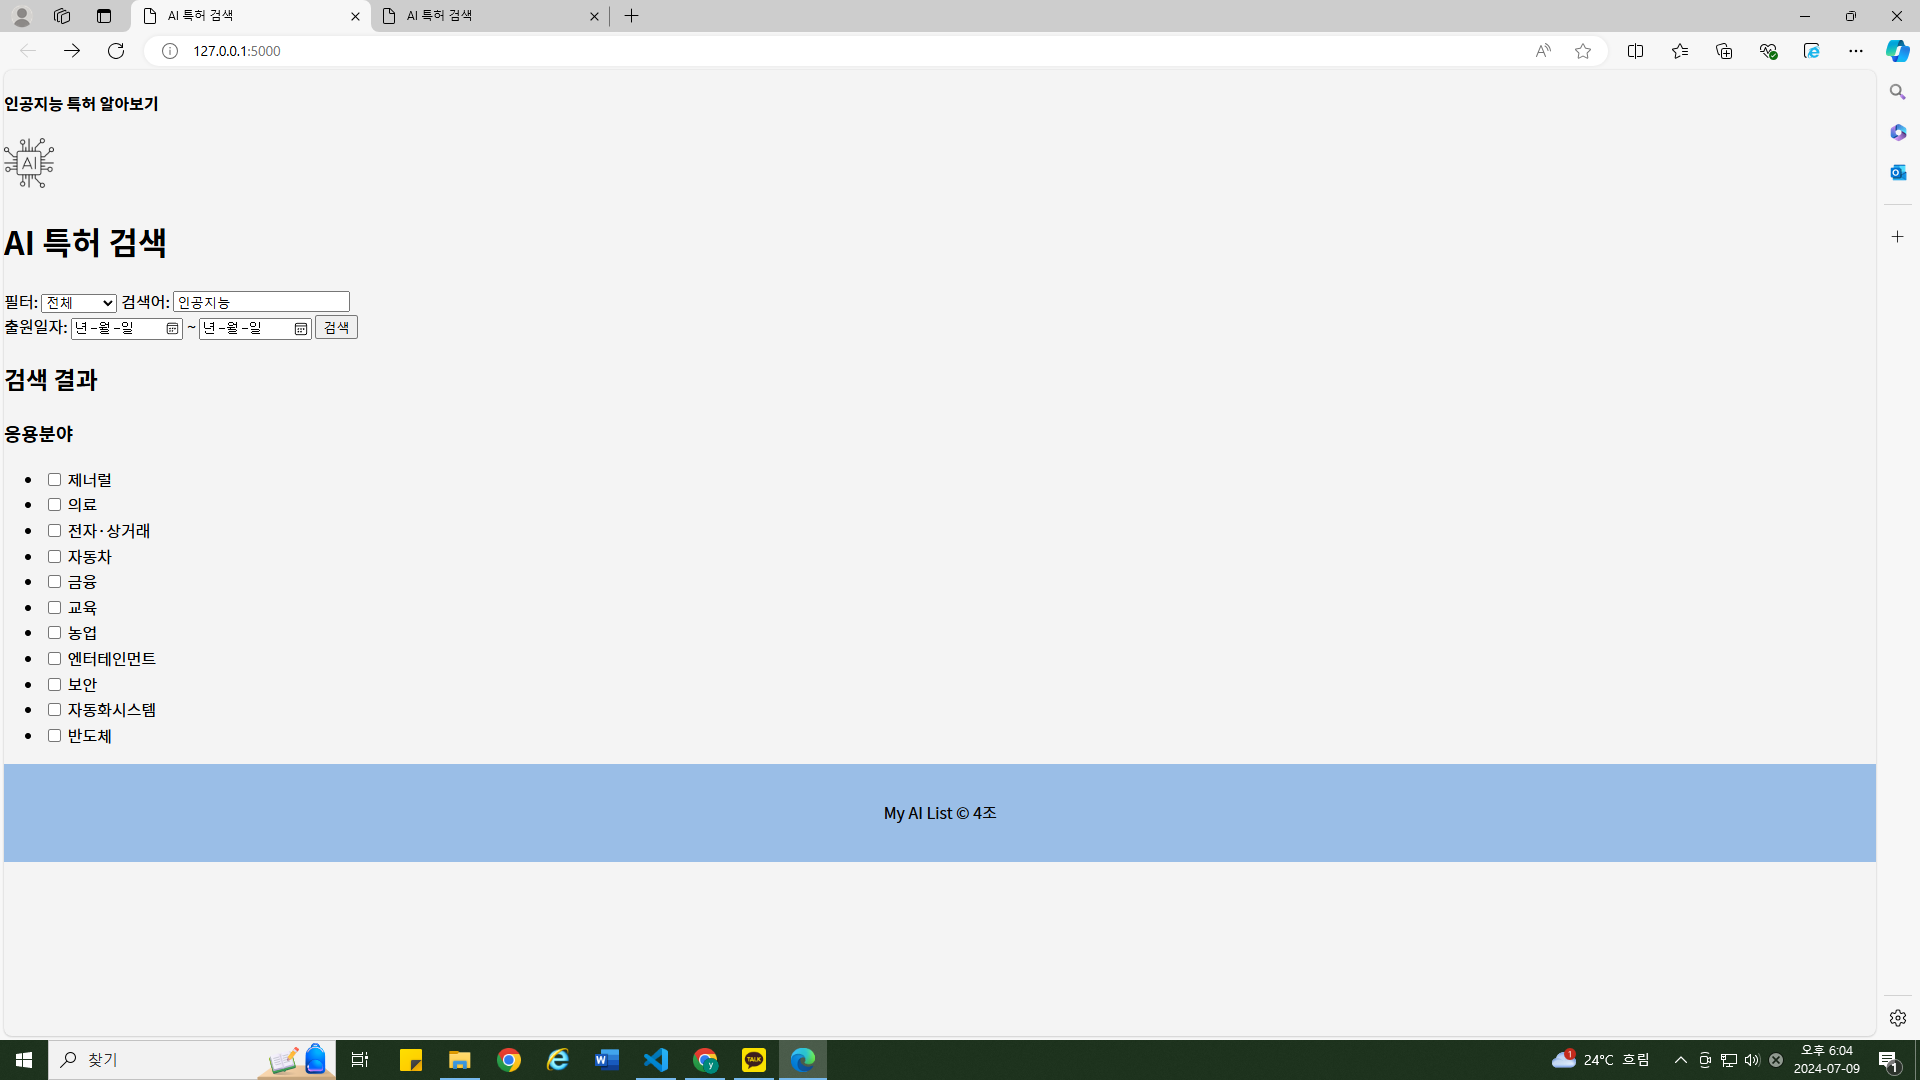 AI 특허 검색
AI 특허 검색
127.0.0.1:5000
인공지능 특허 알아보기
AI
AI 특허 검색
필터: 전체 검색어: 인공지능
출원일자: 년-월-일 ~ 년-월-일 검색
검색 결과
응용분야
제너럴
의료
전자·상거래
자동차
금융
교육
농업
엔터테인먼트
보안
자동화시스템
반도체
My AI List © 4조
찾기
TALK
y
1
24°C 흐림
오후 6:04
2024-07-09
1